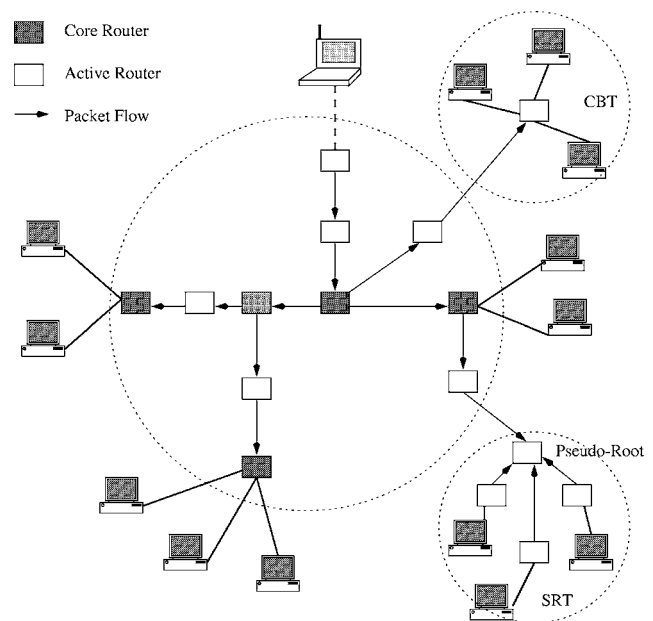 Core Router
Active Router
Packet Flow
CBT
Pseudo-Root
SRT